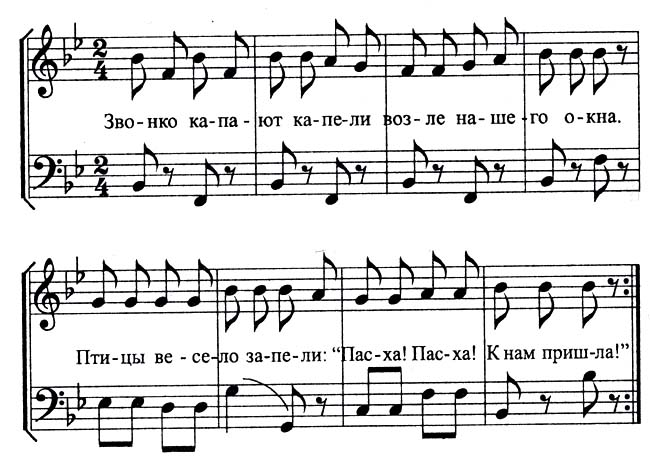 Зво-нко ка-па-ют ка-пе-ли воз-ле на-ше-го о-кна.
Пти-цы ве-се-ло за-пе-ли: “Пас-ха! Пас-ха! К нам приш-ла!”